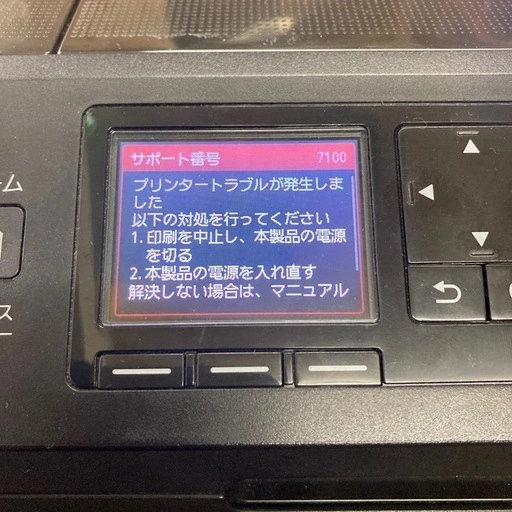 サポート番号 7100
プリンタートラブルが発生しま
した
以下の対処を行ってください
1. 印刷を中止し、本製品の電源
を切る
2. 本製品の電源を入れ直す
解決しない場合は、マニュアル
ーム
ス
ー